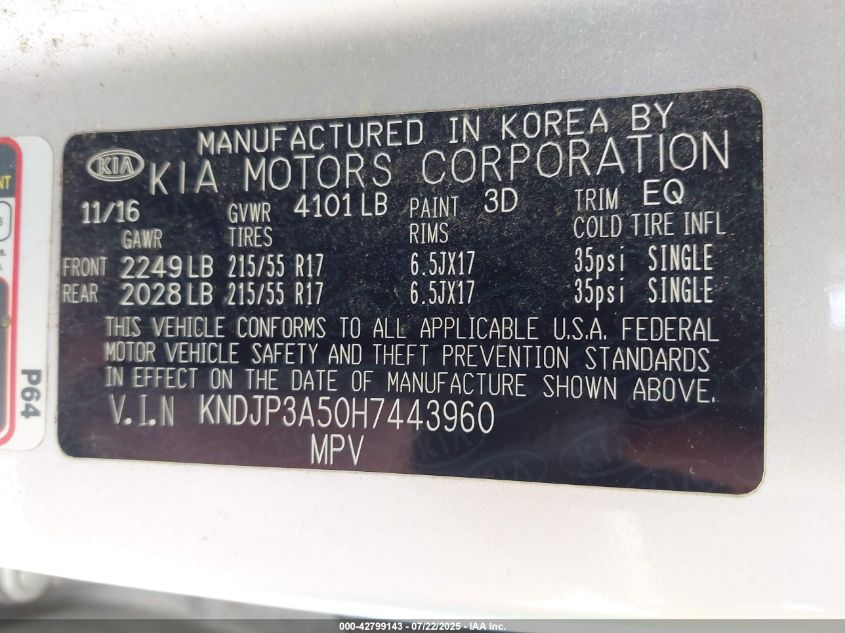 MANUFACTURED IN KOREA BY
KIA KIA MOTORS CORPORATION
11/16 GVWR 4101 LB PAINT 3D TRIM EQ
GAWR TIRES RIMS COLD TIRE INFL
FRONT 2249 LB 215/55 R17 6.5JX17 35psi SINGLE
REAR 2028 LB 215/55 R17 6.5JX17 35psi SINGLE
THIS VEHICLE CONFORMS TO ALL APPLICABLE U.S.A. FEDERAL
MOTOR VEHICLE SAFETY AND THEFT PREVENTION STANDARDS
IN EFFECT ON THE DATE OF MANUFACTURE SHOWN ABOVE.
V.I.N KNDJP3A50H7443960
MPV
P64
000-42799143 - 07/22/2025 - IAA Inc.